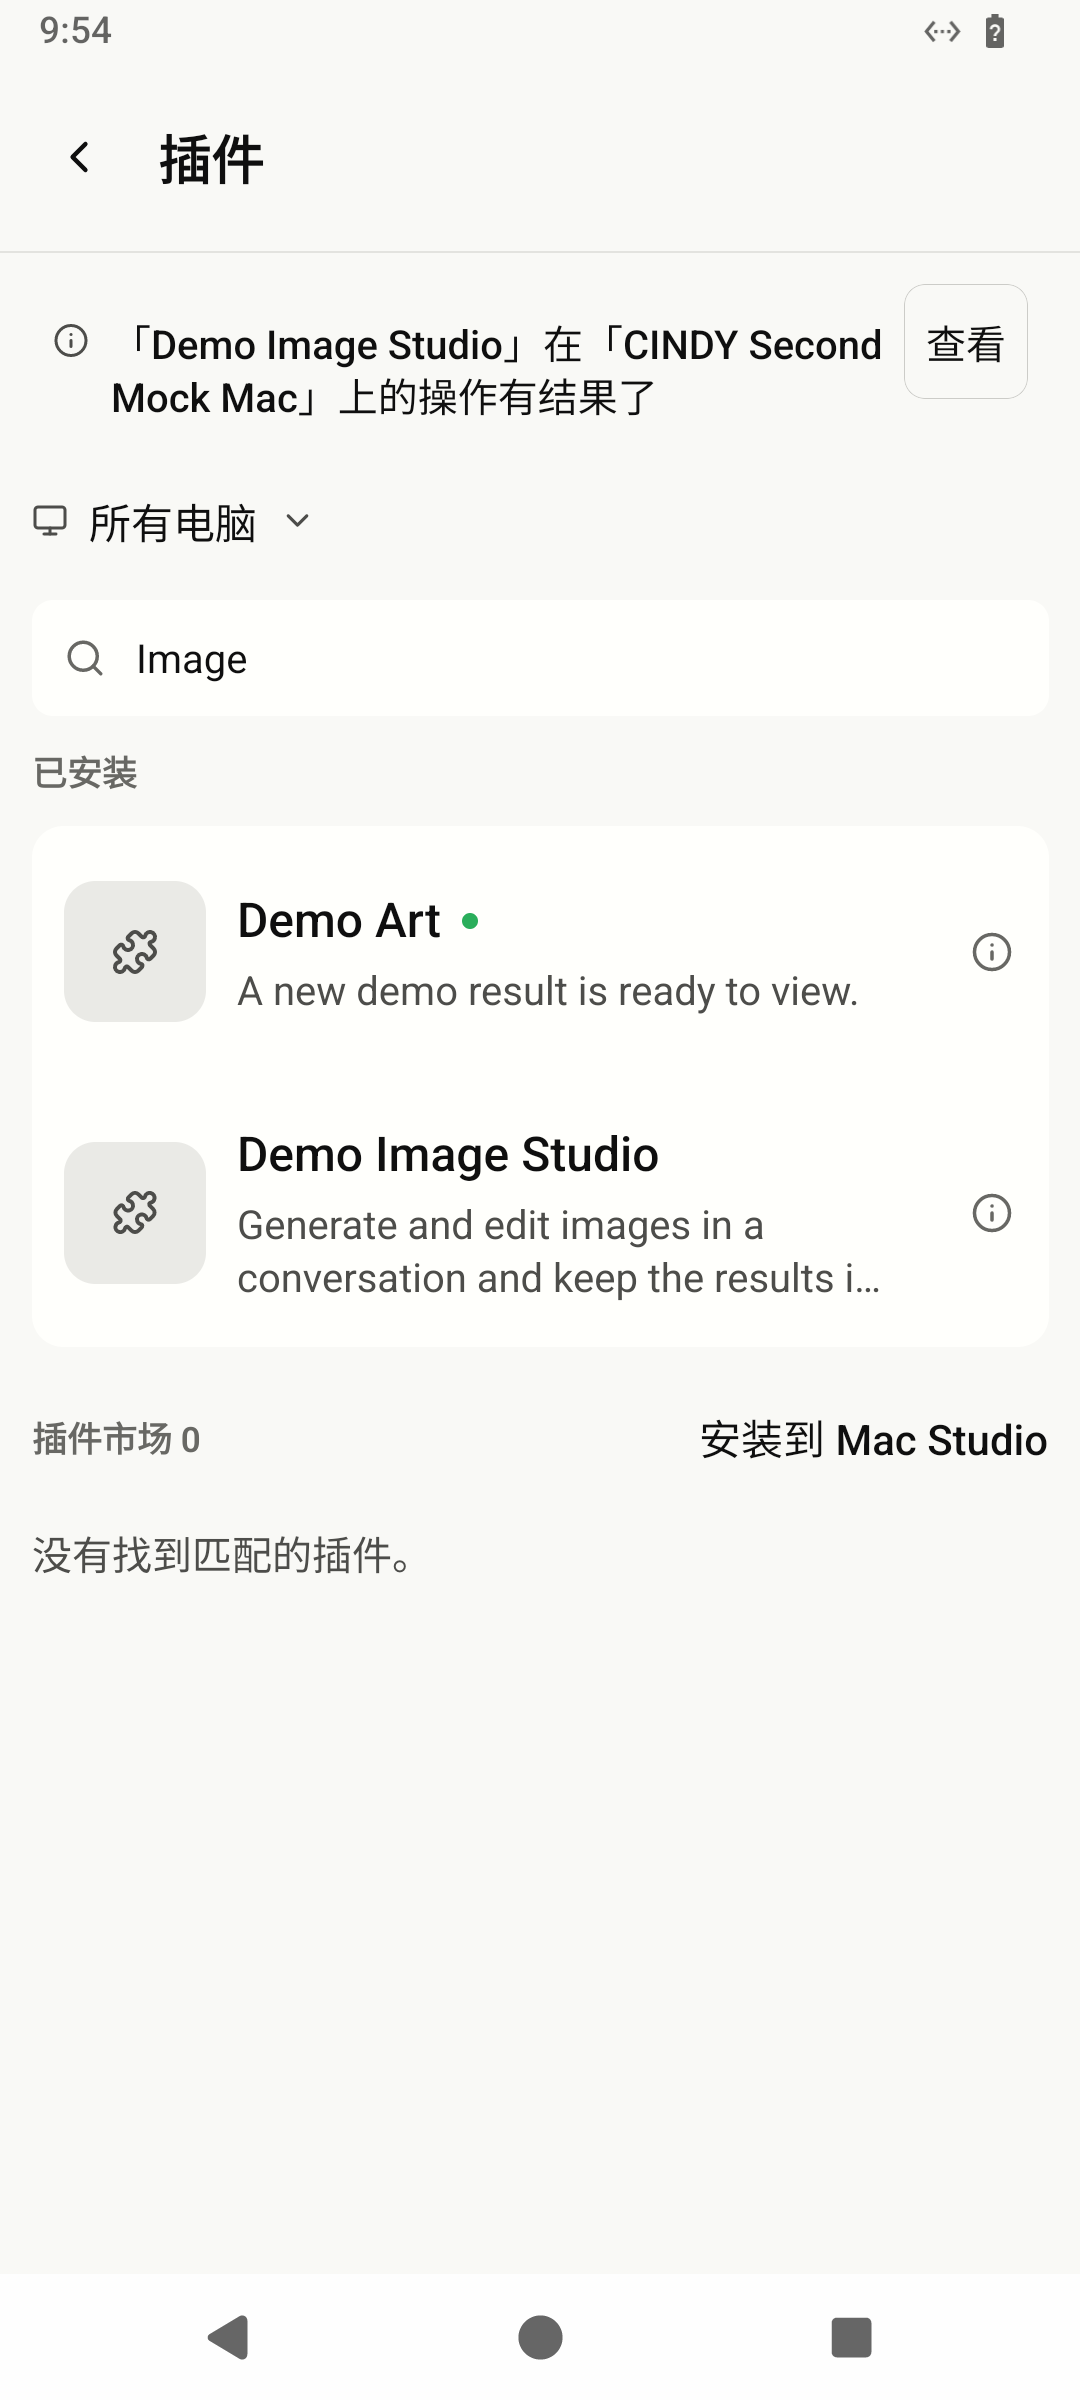 9:54
插件
「Demo Image Studio」在「CINDY Second
Mock Mac」上的操作有结果了
查看
所有电脑
Image
已安装
Demo Art
A new demo result is ready to view.
Demo Image Studio
Generate and edit images in a
conversation and keep the results i…
插件市场 0
安装到 Mac Studio
没有找到匹配的插件。